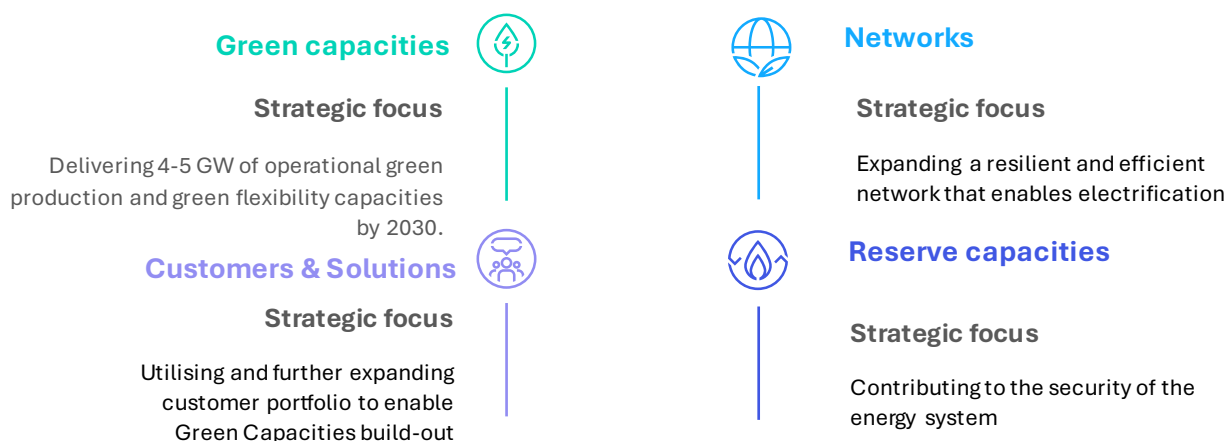 Green capacities
Strategic focus
Delivering 4-5 GW of operational green
production and green flexibility capacities
by 2030.
Networks
Strategic focus
Expanding a resilient and efficient
network that enables electrification
Customers & Solutions
Strategic focus
Utilising and further expanding
customer portfolio to enable
Green Capacities build-out
Reserve capacities
Strategic focus
Contributing to the security of the
energy system